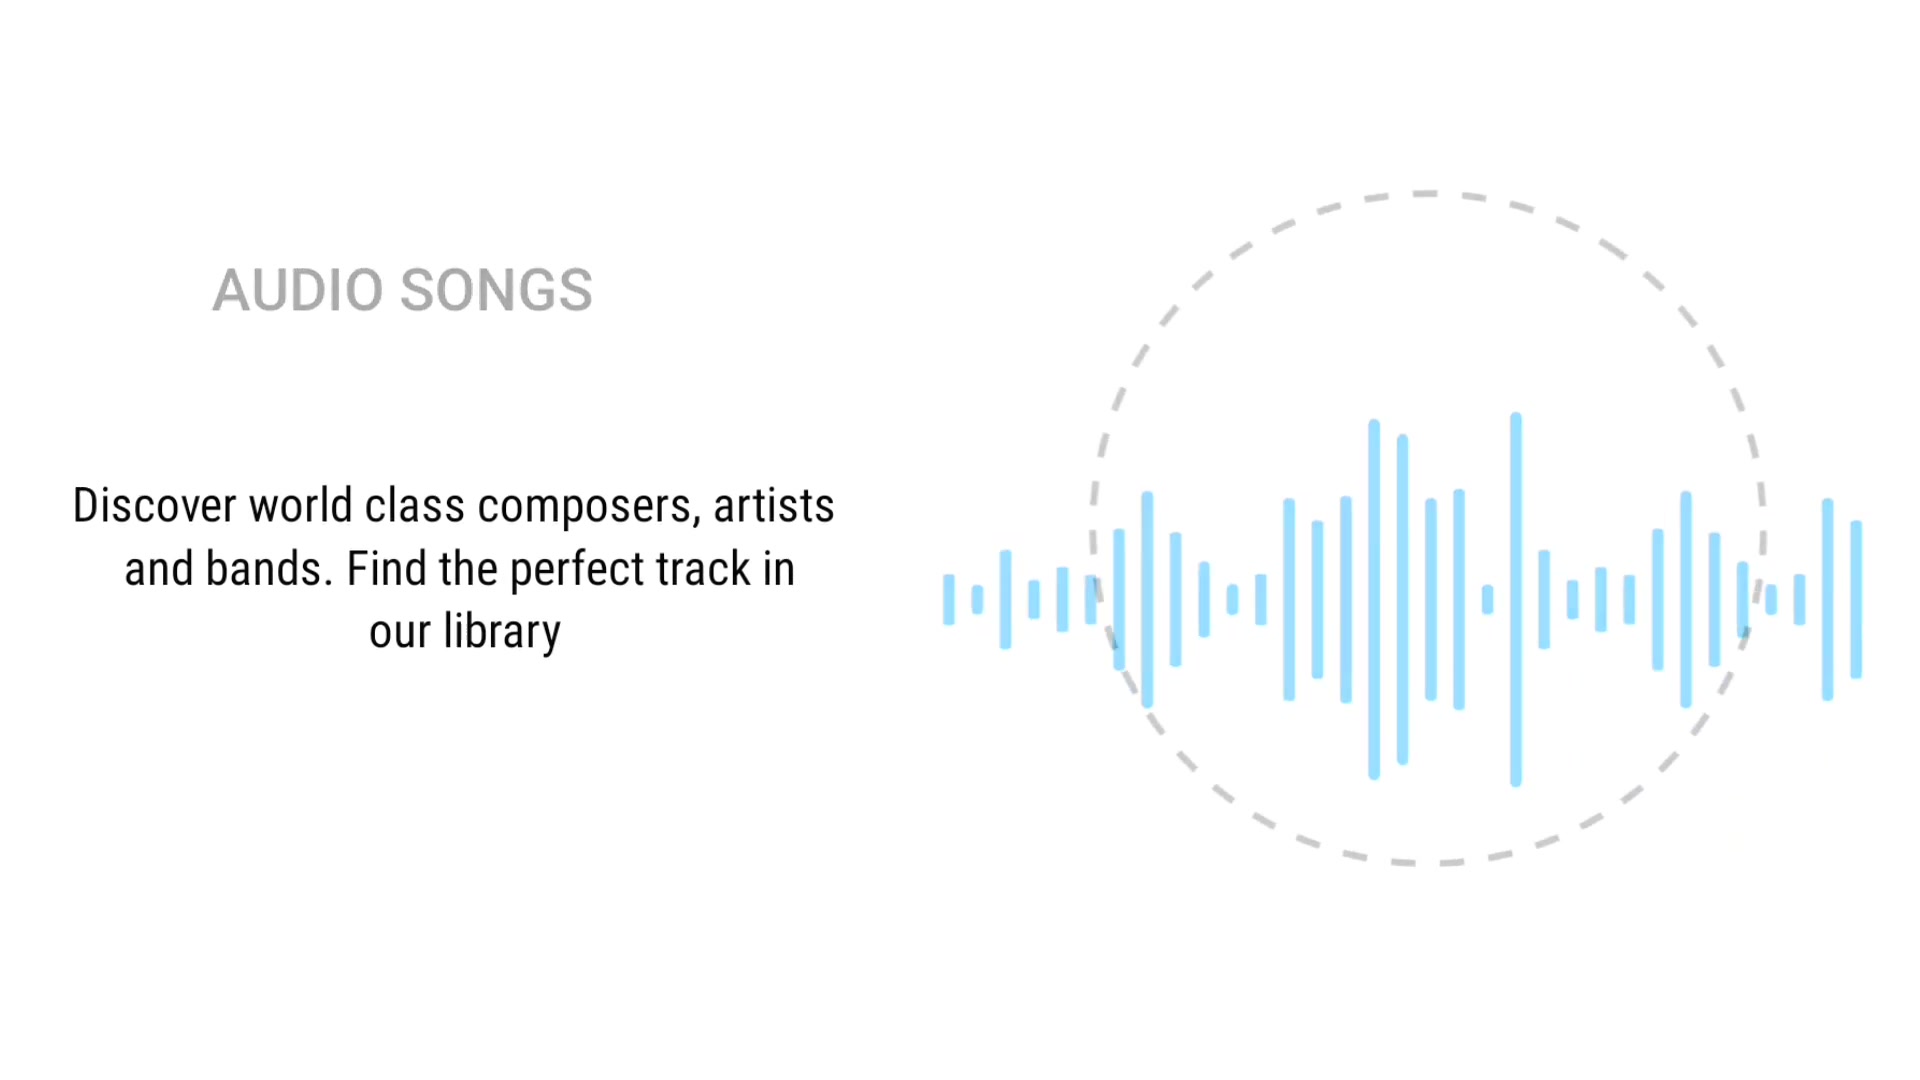 AUDIO SONGS
Discover world class composers, artists
and bands. Find the perfect track in
our library